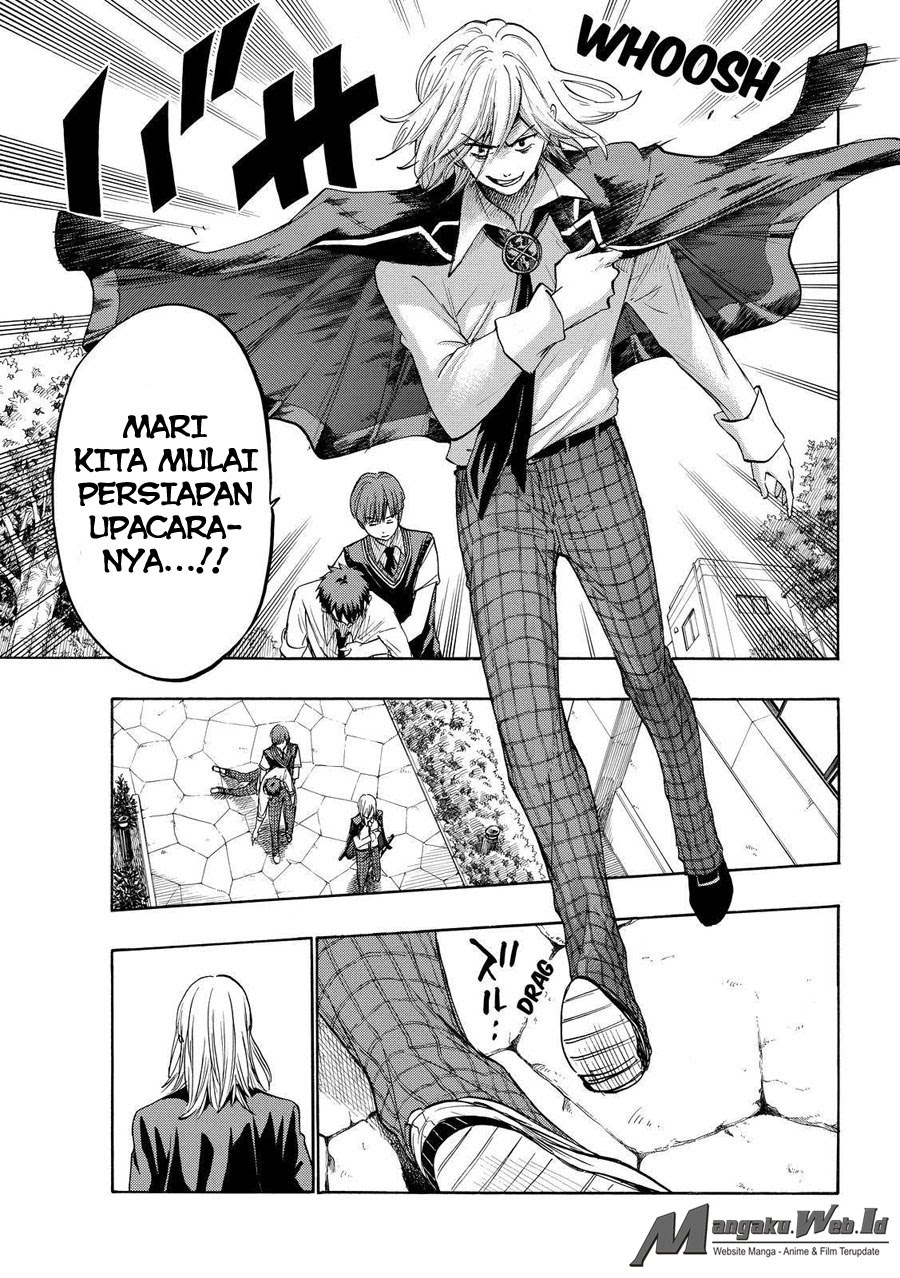 WHOOSH
バサ
MARI
KITA MULAI
PERSIAPAN
UPACARA-
NYA...!!
ズル...
DRAG
Mangaku.Web.Id
Website Manga - Anime & Film Terupdate